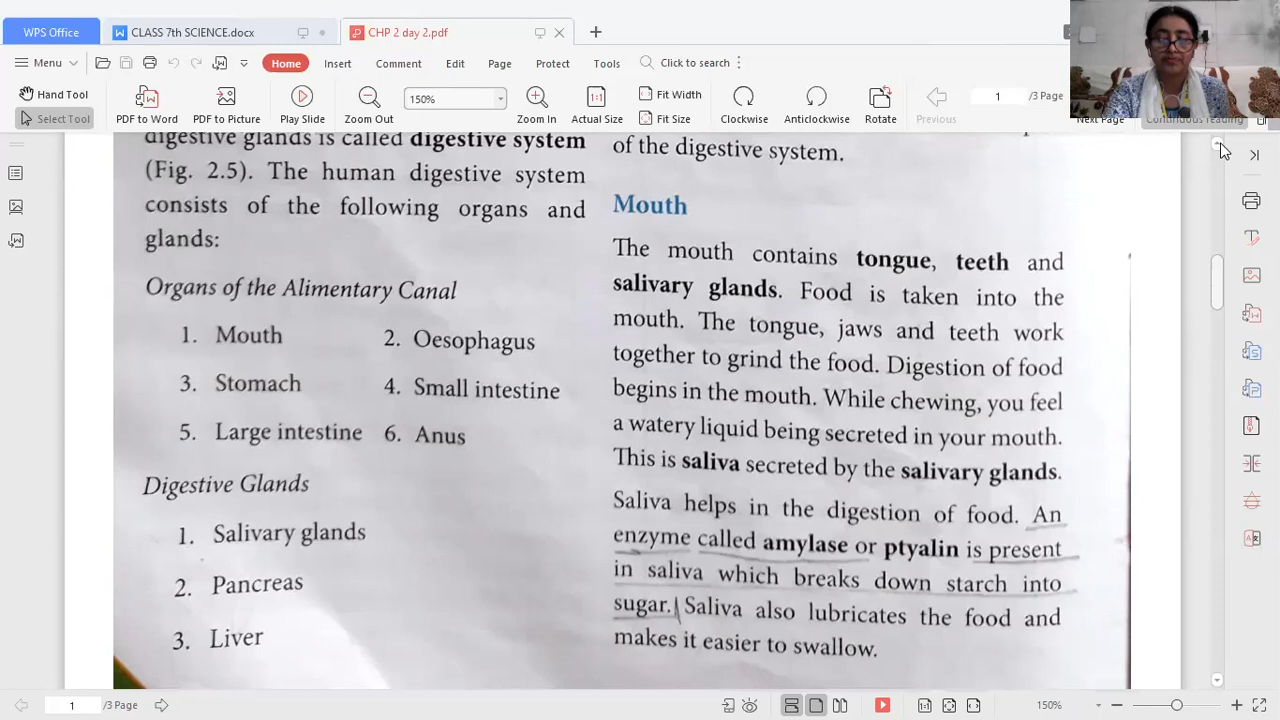 WPS Office
CLASS 7th SCIENCE.docx
CHP 2 day 2.pdf
Menu
Home
Insert
Comment
Edit
Page
Protect
Tools
Click to search
Hand Tool
Select Tool
PDF to Word
PDF to Picture
Play Slide
Zoom Out
150%
Zoom In
Actual Size
Fit Width
Fit Size
Clockwise
Anticlockwise
Rotate
Previous
1
/3 Page
Next Page
Continuous reading
digestive glands is called digestive system
(Fig. 2.5). The human digestive system
consists of the following organs and
glands:
Organs of the Alimentary Canal
1. Mouth
2. Oesophagus
3. Stomach
4. Small intestine
5. Large intestine
6. Anus
Digestive Glands
1. Salivary glands
2. Pancreas
3. Liver
of the digestive system.
Mouth
The mouth contains tongue, teeth and
salivary glands. Food is taken into the
mouth. The tongue, jaws and teeth work
together to grind the food. Digestion of food
begins in the mouth. While chewing, you feel
a watery liquid being secreted in your mouth.
This is saliva secreted by the salivary glands.
Saliva helps in the digestion of food. An
enzyme called amylase or ptyalin is present
in saliva which breaks down starch into
sugar. Saliva also lubricates the food and
makes it easier to swallow.
1
/3 Page
150%